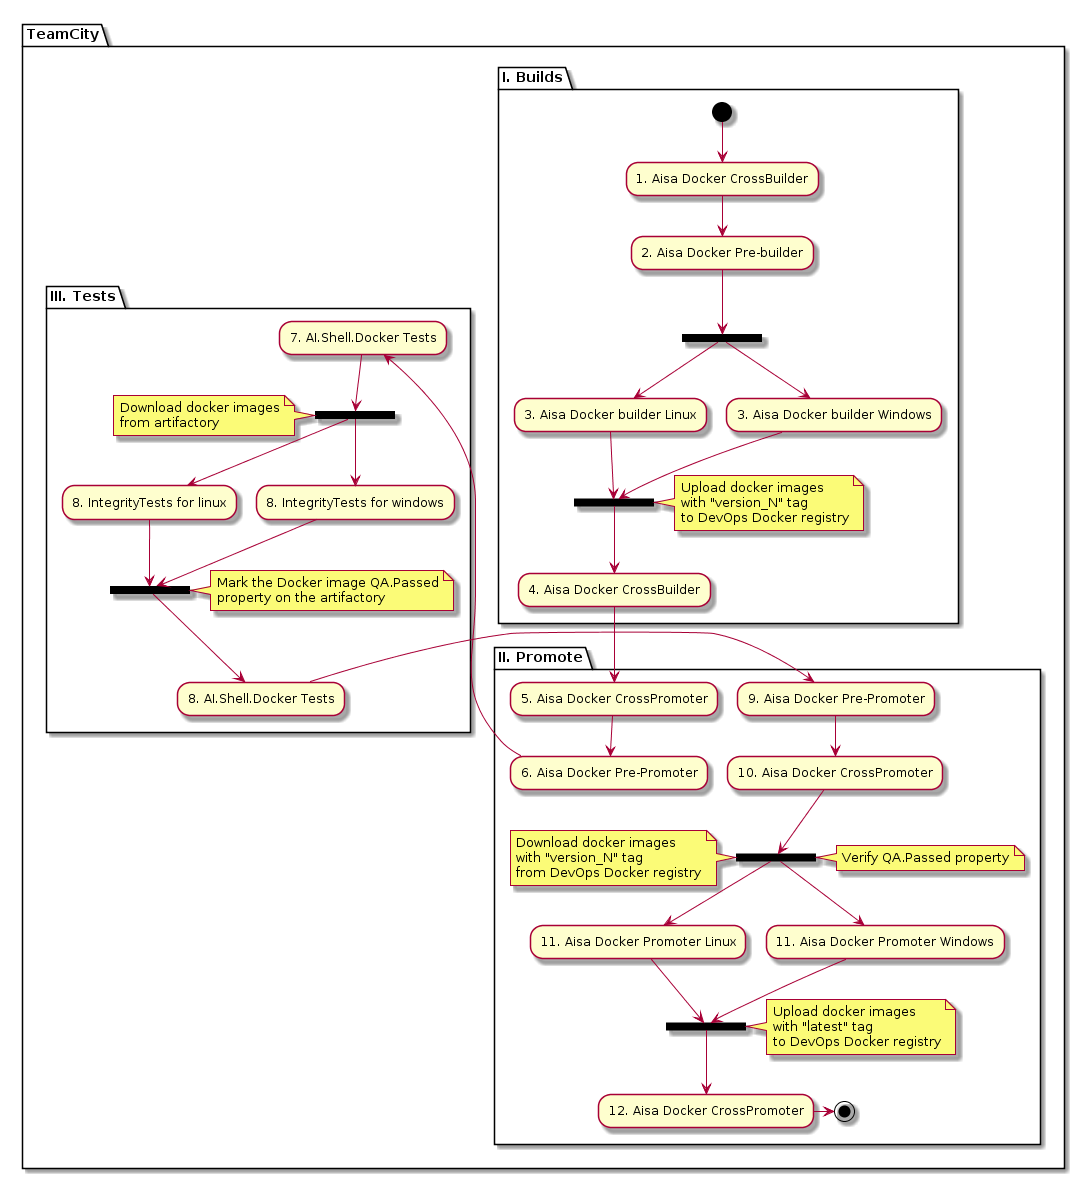 TeamCity
I. Builds
1. Aisa Docker CrossBuilder
2. Aisa Docker Pre-builder
3. Aisa Docker builder Linux
3. Aisa Docker builder Windows
Upload docker images
with "version_N" tag
to DevOps Docker registry
4. Aisa Docker CrossBuilder
III. Tests
7. AI.Shell.Docker Tests
Download docker images
from artifactory
8. IntegrityTests for linux
8. IntegrityTests for windows
Mark the Docker image QA.Passed
property on the artifactory
8. AI.Shell.Docker Tests
II. Promote
5. Aisa Docker CrossPromoter
9. Aisa Docker Pre-Promoter
6. Aisa Docker Pre-Promoter
10. Aisa Docker CrossPromoter
Download docker images
with "version_N" tag
from DevOps Docker registry
Verify QA.Passed property
11. Aisa Docker Promoter Linux
11. Aisa Docker Promoter Windows
Upload docker images
with "latest" tag
to DevOps Docker registry
12. Aisa Docker CrossPromoter